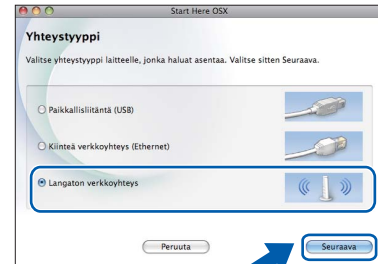 Start Here OSX
Yhteystyyppi
Valitse yhteystyyppi laitteelle, jonka haluat asentaa. Valitse sitten Seuraava.
Paikallisliitäntä (USB)
Kiinteä verkkoyhteys (Ethernet)
Langaton verkkoyhteys
Peruuta
Seuraava